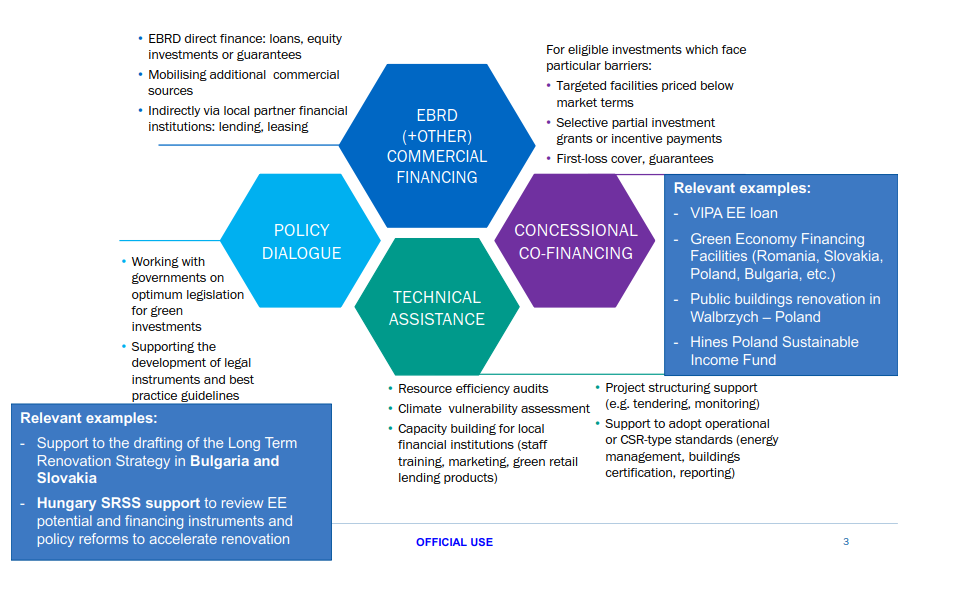 • EBRD direct finance: loans, equity
investments or guarantees
• Mobilising additional commercial
sources
• Indirectly via local partner financial
institutions: lending, leasing
EBRD
(+OTHER)
COMMERCIAL
FINANCING
For eligible investments which face
particular barriers:
• Targeted facilities priced below
market terms
• Selective partial investment
grants or incentive payments
• First-loss cover, guarantees
POLICY
DIALOGUE
CONCESSIONAL
CO-FINANCING
TECHNICAL
ASSISTANCE
Relevant examples:
- VIPA EE loan
- Green Economy Financing
Facilities (Romania, Slovakia,
Poland, Bulgaria, etc.)
- Public buildings renovation in
Walbrzych – Poland
- Hines Poland Sustainable
Income Fund
• Working with
governments on
optimum legislation
for green
investments
• Supporting the
development of legal
instruments and best
practice guidelines
• Resource efficiency audits
• Climate vulnerability assessment
• Capacity building for local
financial institutions (staff
training, marketing, green retail
lending products)
• Project structuring support
(e.g. tendering, monitoring)
• Support to adopt operational
or CSR-type standards (energy
management, buildings
certification, reporting)
Relevant examples:
- Support to the drafting of the Long Term
Renovation Strategy in Bulgaria and
Slovakia
- Hungary SRSS support to review EE
potential and financing instruments and
policy reforms to accelerate renovation
OFFICIAL USE
3